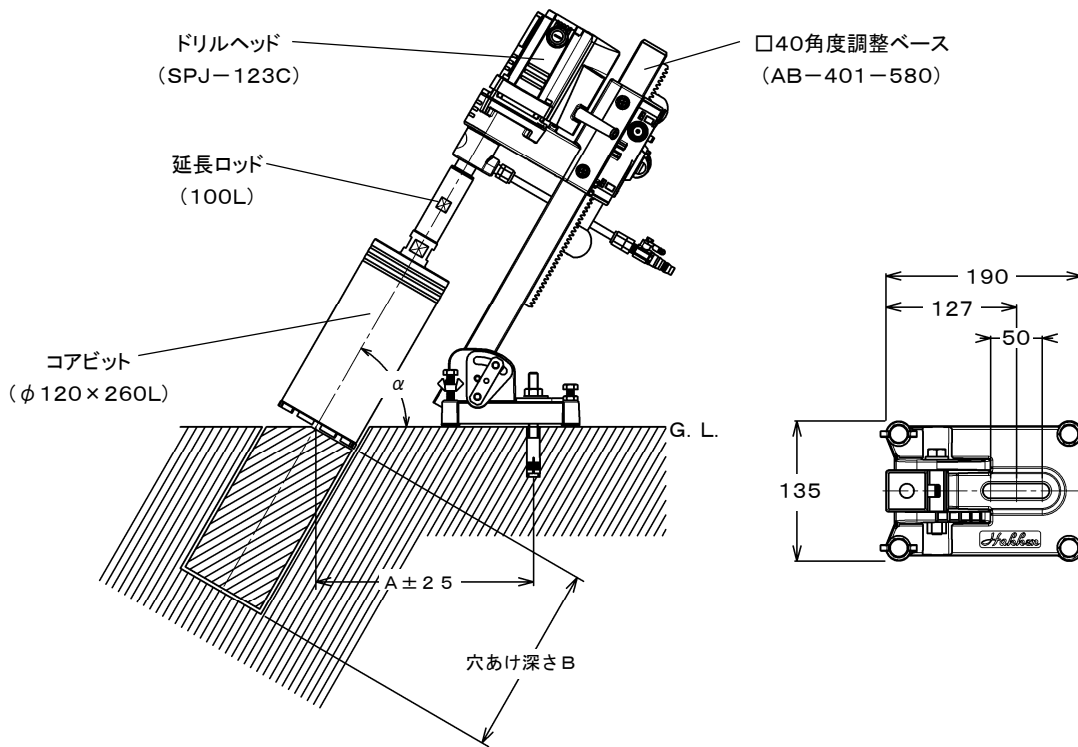 ドリルヘッド
（SPJ－123C）
□40角度調整ベース
（AB－401－580）
延長ロッド
（100L）
コアビット
（φ120×260L）
α
G．L．
A±25
穴あけ深さB
190
127
50
135
Hakken